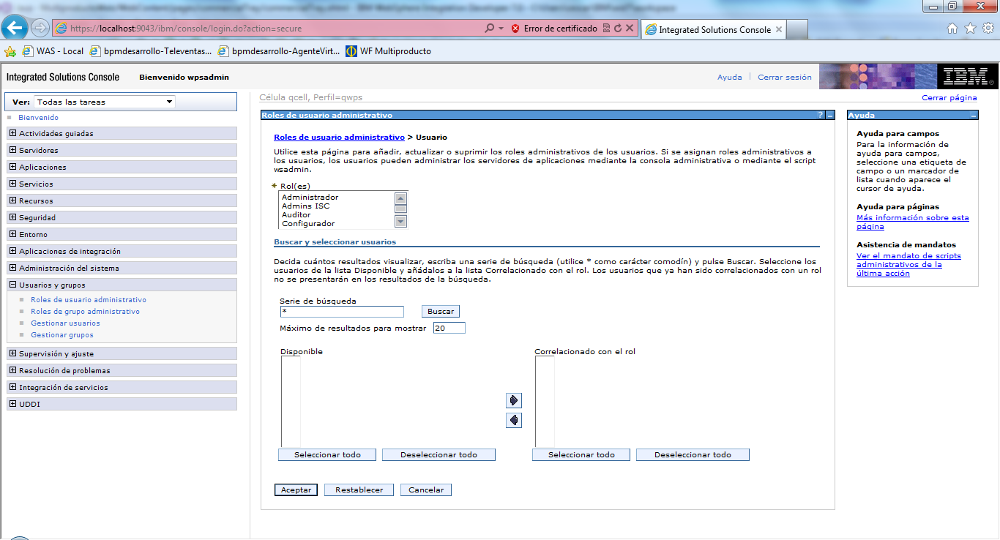 https://localhost:9043/ibm/console/login.do?action=secure
Error de certificado
Integrated Solutions Console
WAS - Local
bpmdesarrollo-Televentas...
bpmdesarrollo-AgenteVirt...
WF Multiproducto
Integrated Solutions Console
Bienvenido wpsadmin
Ayuda
Cerrar sesión
IBM
Ver:
Todas las tareas
Célula qcell, Perfil=qwps
Cerrar página
Bienvenido
Actividades guiadas
Servidores
Aplicaciones
Servicios
Recursos
Seguridad
Entorno
Aplicaciones de integración
Administración del sistema
Usuarios y grupos
Roles de usuario administrativo
Roles de grupo administrativo
Gestionar usuarios
Gestionar grupos
Supervisión y ajuste
Resolución de problemas
Integración de servicios
UDDI
Roles de usuario administrativo
?
Roles de usuario administrativo > Usuario
Utilice esta página para añadir, actualizar o suprimir los roles administrativos de los usuarios. Si se asignan roles administrativos a
los usuarios, los usuarios pueden administrar los servidores de aplicaciones mediante la consola administrativa o mediante el script
wsadmin.
* Rol(es)
Administrador
Admins ISC
Auditor
Configurador
Buscar y seleccionar usuarios
Decida cuántos resultados visualizar, escriba una serie de búsqueda (utilice * como carácter comodín) y pulse Buscar. Seleccione los
usuarios de la lista Disponible y añádalos a la lista Correlacionado con el rol. Los usuarios que ya han sido correlacionados con un rol
no se presentarán en los resultados de la búsqueda.
Serie de búsqueda
*
Buscar
Máximo de resultados para mostrar
20
Disponible
Correlacionado con el rol
Seleccionar todo
Deseleccionar todo
Seleccionar todo
Deseleccionar todo
Aceptar
Restablecer
Cancelar
Ayuda
Ayuda para campos
Para la información de
ayuda para campos,
seleccione una etiqueta de
campo o un marcador de
lista cuando aparece el
cursor de ayuda.
Ayuda para páginas
Más información sobre esta
página
Asistencia de mandatos
Ver el mandato de scripts
administrativos de la
última acción